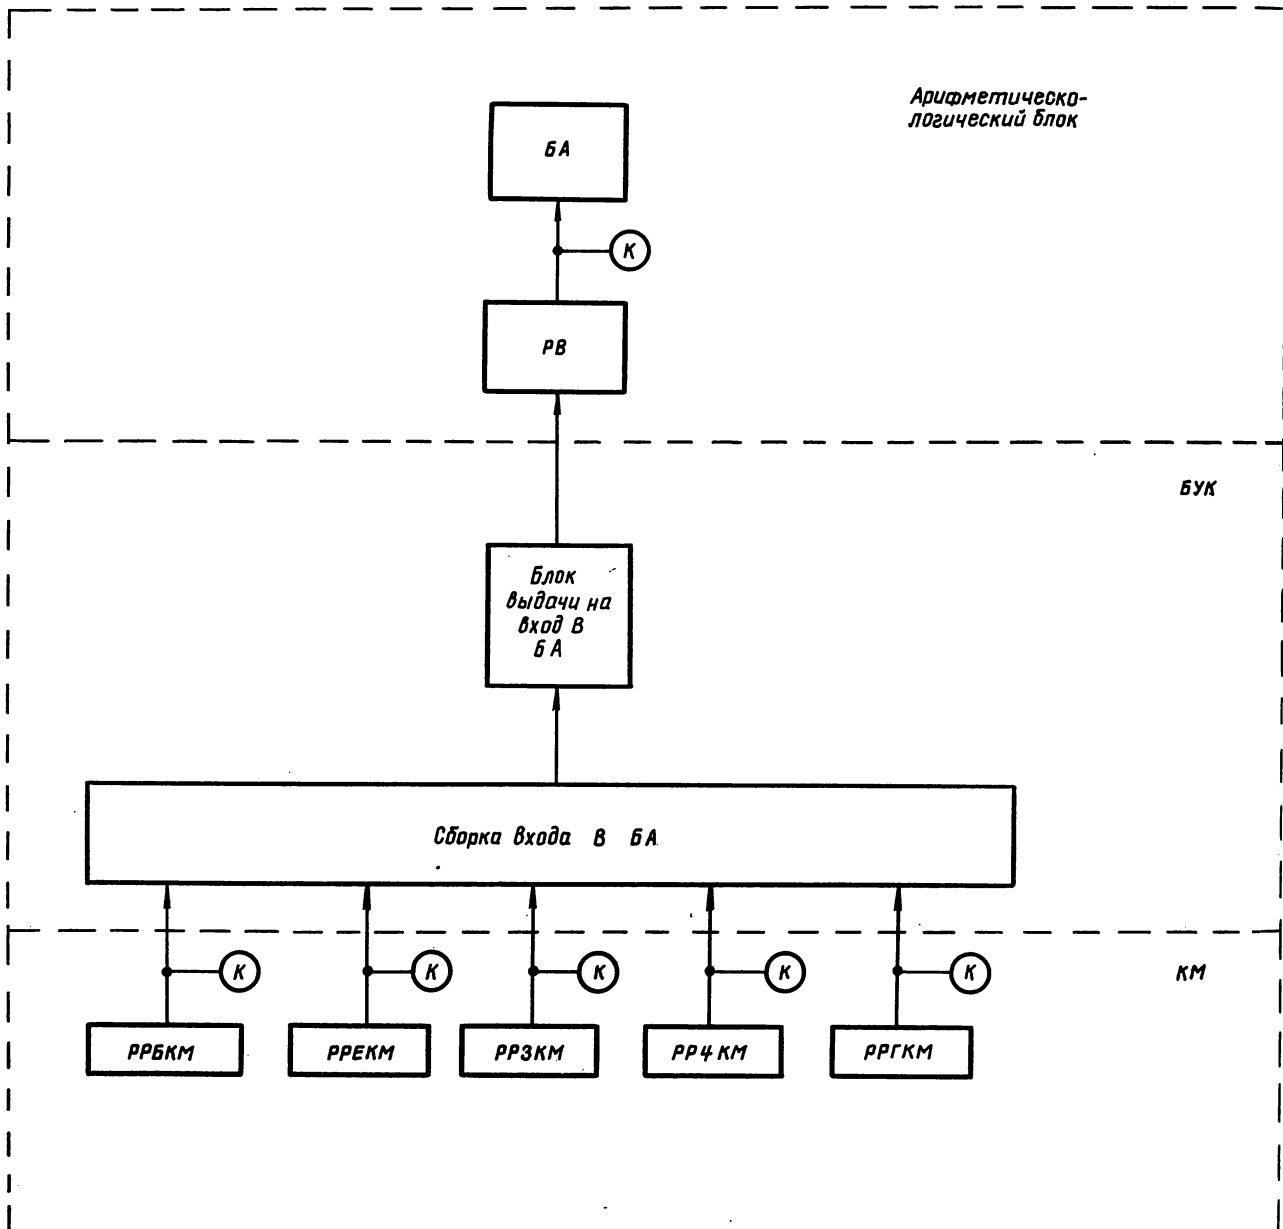 Арифметическо-
логический блок
БА
К
РВ
БУК
Блок
выдачи на
вход в
БА
Сборка входа в БА
К
К
К
К
К
КМ
РРБКМ
РРЕКМ
РРЗКМ
РР4КМ
РРГКМ